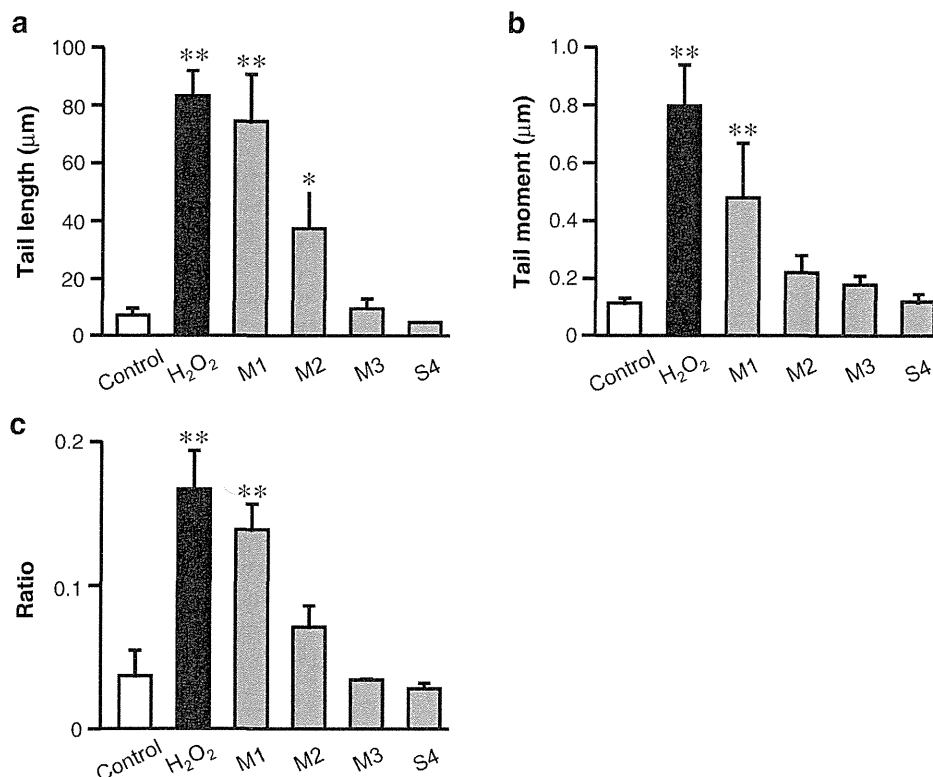 a
Tail length (µm)
100
80
60
40
20
0
**
**
*
Control
H₂O₂
M1
M2
M3
S4
b
Tail moment (µm)
1.0
0.8
0.6
0.4
0.2
0
**
**
Control
H₂O₂
M1
M2
M3
S4
c
Ratio
0.2
0.1
0
**
**
Control
H₂O₂
M1
M2
M3
S4